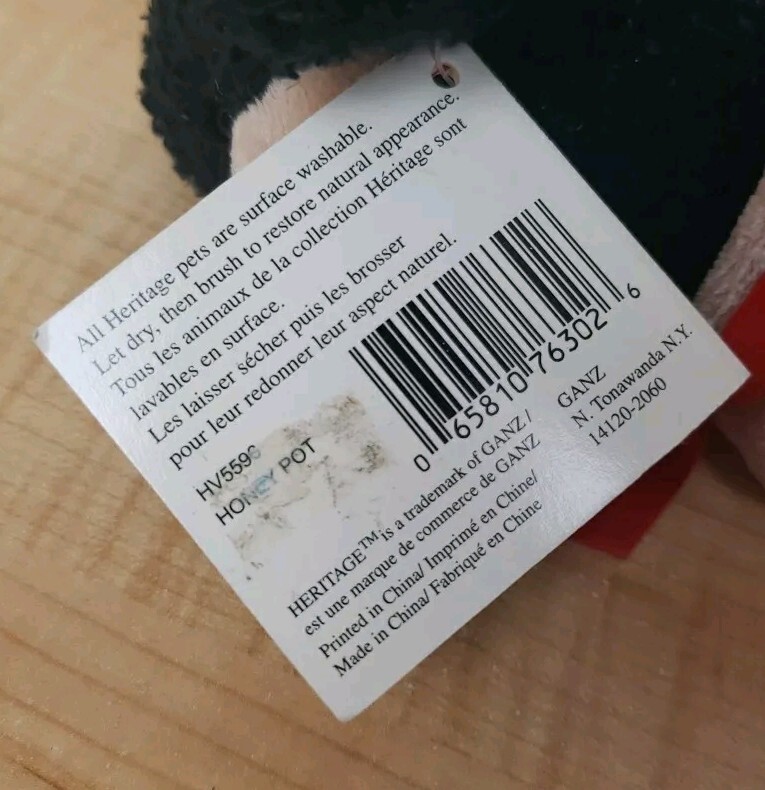 All Heritage pets are surface washable.
Let dry, then brush to restore natural appearance.
Tous les animaux de la collection Héritage sont
lavables en surface.
Les laisser sécher puis les brosser
pour leur redonner leur aspect naturel.
HONEY POT
0 65810 76302 6
HERITAGE™ is a trademark of GANZ /
est une marque de commerce de GANZ
Printed in China/ Imprimé en Chine/
Made in China/ Fabriqué en Chine
GANZ
N. Tonawanda N.Y.
14120-2060